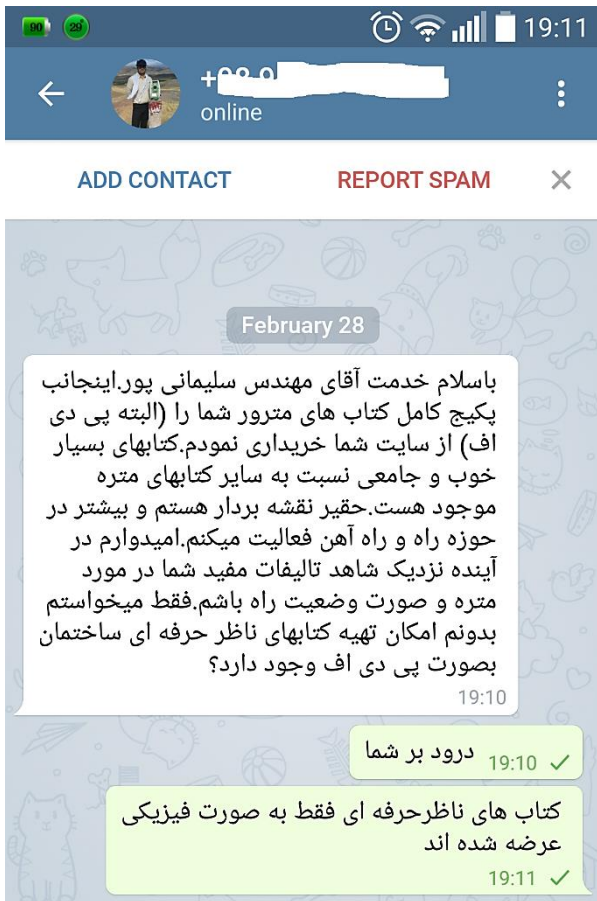 90
29°
19:11
online
ADD CONTACT
REPORT SPAM
February 28
باسلام خدمت آقای مهندس سلیمانی پور.اینجانب
پکیج کامل کتاب های مترور شما را (البته پی دی
اف) از سایت شما خریداری نمودم.کتابهای بسیار
خوب و جامعی نسبت به سایر کتابهای متره
موجود هست.حقیر نقشه بردار هستم و بیشتر در
حوزه راه و راه آهن فعالیت میکنم.امیدوارم در
آینده نزدیک شاهد تالیفات مفید شما در مورد
متره و صورت وضعیت راه باشم.فقط میخواستم
بدونم امکان تهیه کتابهای ناظر حرفه ای ساختمان
بصورت پی دی اف وجود دارد؟
19:10
درود بر شما
19:10
کتاب های ناظرحرفه ای فقط به صورت فیزیکی
عرضه شده اند
19:11